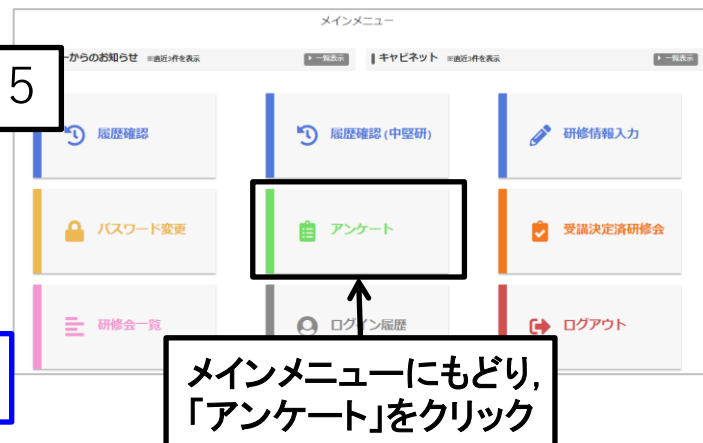 メインメニュー
ーからのお知らせ ※直近3件を表示
一覧表示
キャビネット ※直近3件を表示
一覧表示
5
履歴確認
履歴確認(中堅研)
研修情報入力
パスワード変更
アンケート
受講決定済研修会
研修会一覧
ログイン履歴
ログアウト
メインメニューにもどり,
「アンケート」をクリック